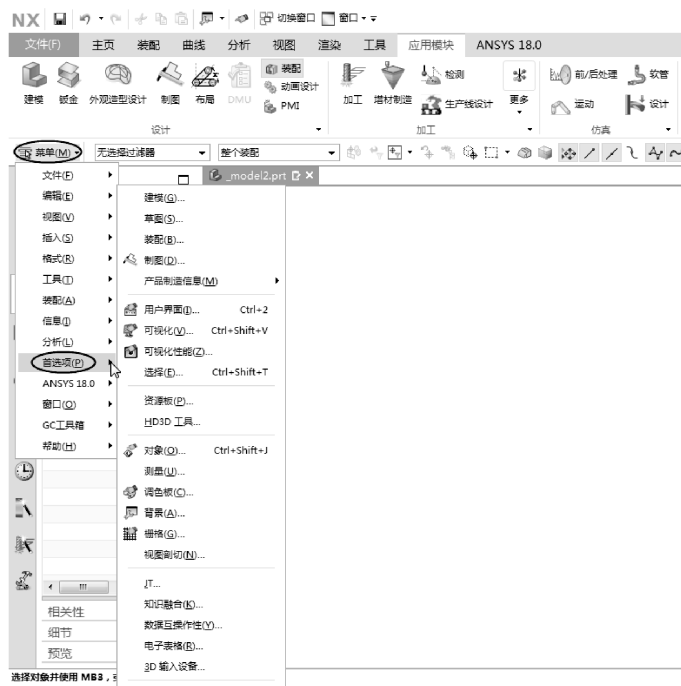 NX 切换窗口 窗口
文件(F) 主页 装配 曲线 分析 视图 渲染 工具 应用模块 ANSYS 18.0
建模 钣金 外观造型设计 制图 布局 DMU 装配 动画设计 PMI 加工 增材制造 检测 生产线设计 更多 前/后处理 运动 软管 设计
设计 加工 仿真
菜单(M) 无选择过滤器 整个装配
_model2.prt
文件(F)
编辑(E)
视图(V)
插入(S)
格式(R)
工具(T)
装配(A)
信息(I)
分析(L)
首选项(P)
ANSYS 18.0
窗口(O)
GC工具箱
帮助(H)
建模(G)...
草图(S)...
装配(B)...
制图(D)...
产品制造信息(M)
用户界面(I)... Ctrl+2
可视化(V)... Ctrl+Shift+V
可视化性能(Z)...
选择(E)... Ctrl+Shift+T
资源板(P)...
HD3D 工具...
对象(O)... Ctrl+Shift+J
测量(U)...
调色板(C)...
背景(A)...
栅格(G)...
视图剖切(N)...
JT...
知识融合(K)...
数据互操作性(Y)...
电子表格(R)...
3D 输入设备...
相关性
细节
预览
选择对象并使用 MB3，